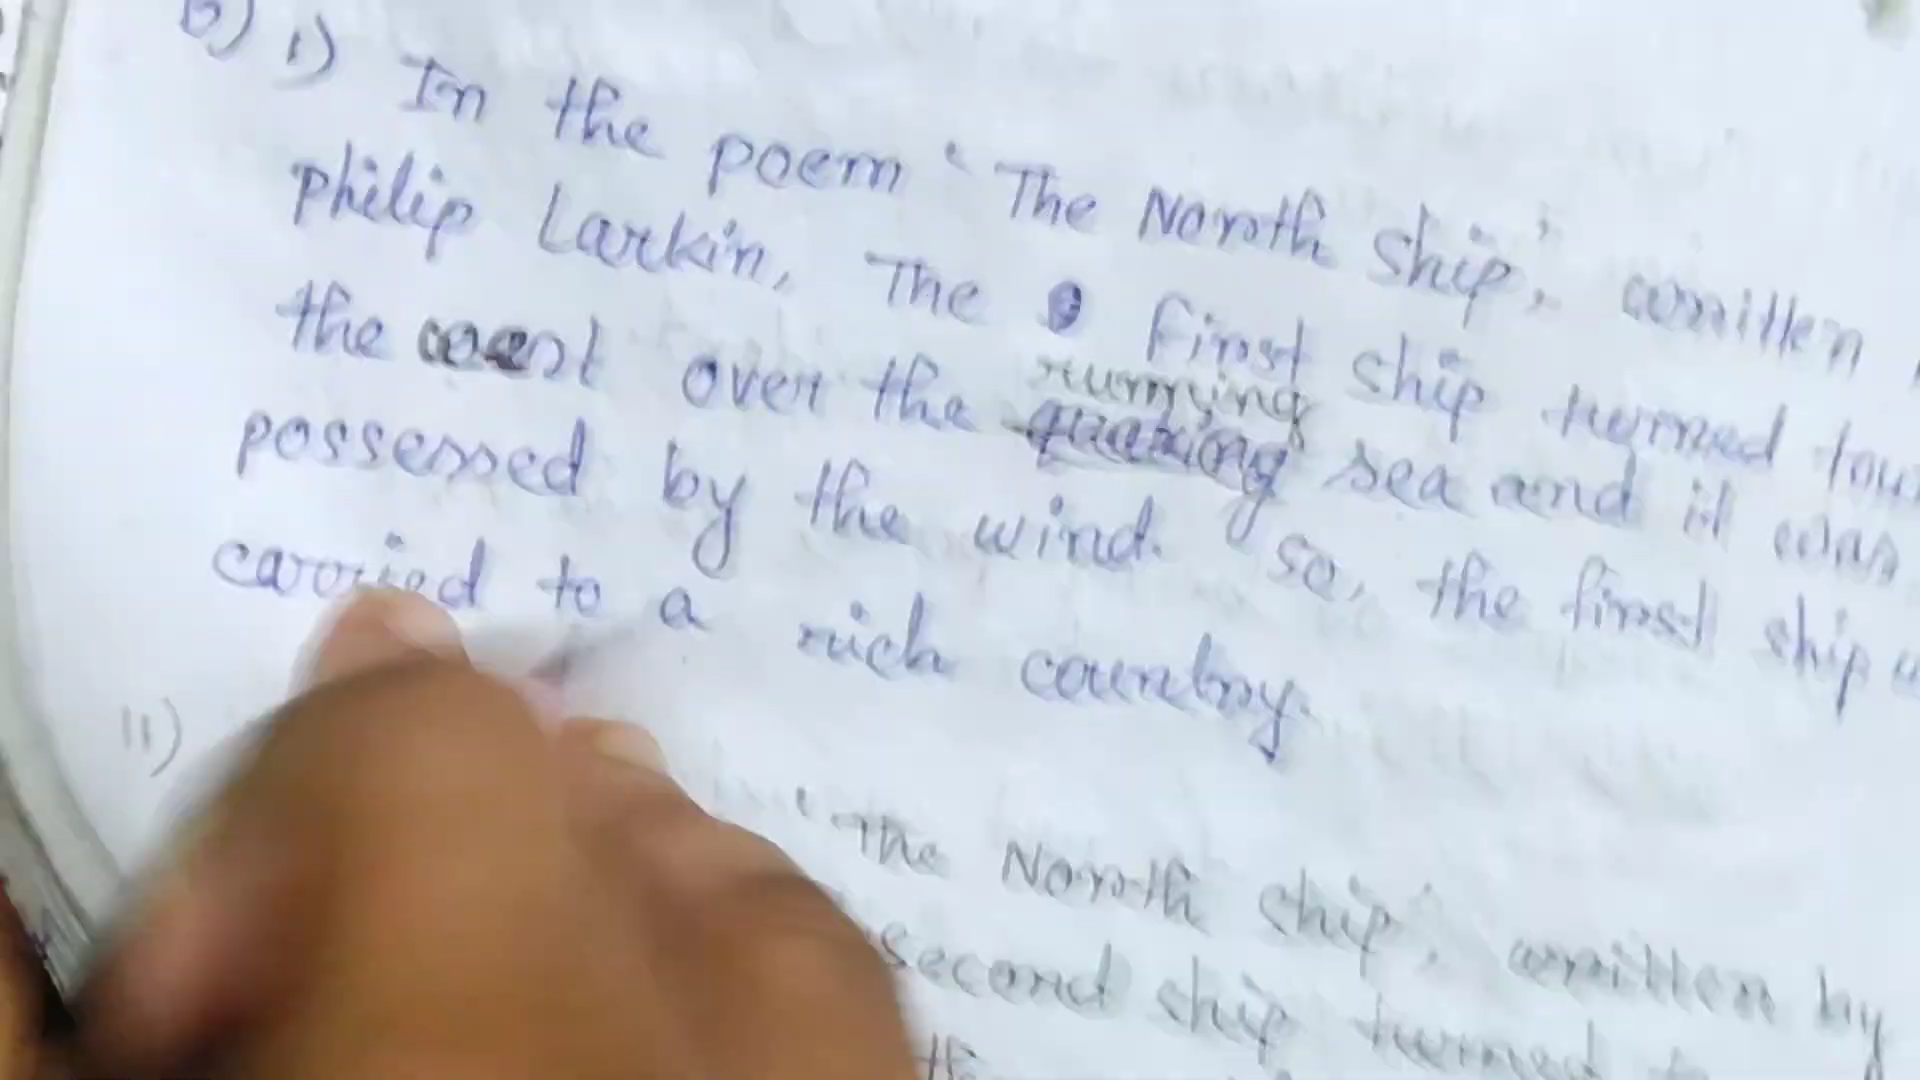 i) In the poem 'The North Ship', written
Philip Larkin, The first ship turned
the west over the running sea and it was
possessed by the wind. So, the first ship
carried to a rich country.
ii) 'The North Ship', written by
second ship turned
the